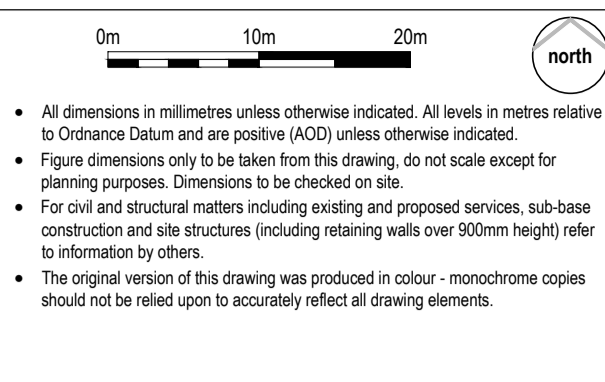 0m 10m 20m
north
• All dimensions in millimetres unless otherwise indicated. All levels in metres relative
to Ordnance Datum and are positive (AOD) unless otherwise indicated.
• Figure dimensions only to be taken from this drawing, do not scale except for
planning purposes. Dimensions to be checked on site.
• For civil and structural matters including existing and proposed services, sub-base
construction and site structures (including retaining walls over 900mm height) refer
to information by others.
• The original version of this drawing was produced in colour - monochrome copies
should not be relied upon to accurately reflect all drawing elements.